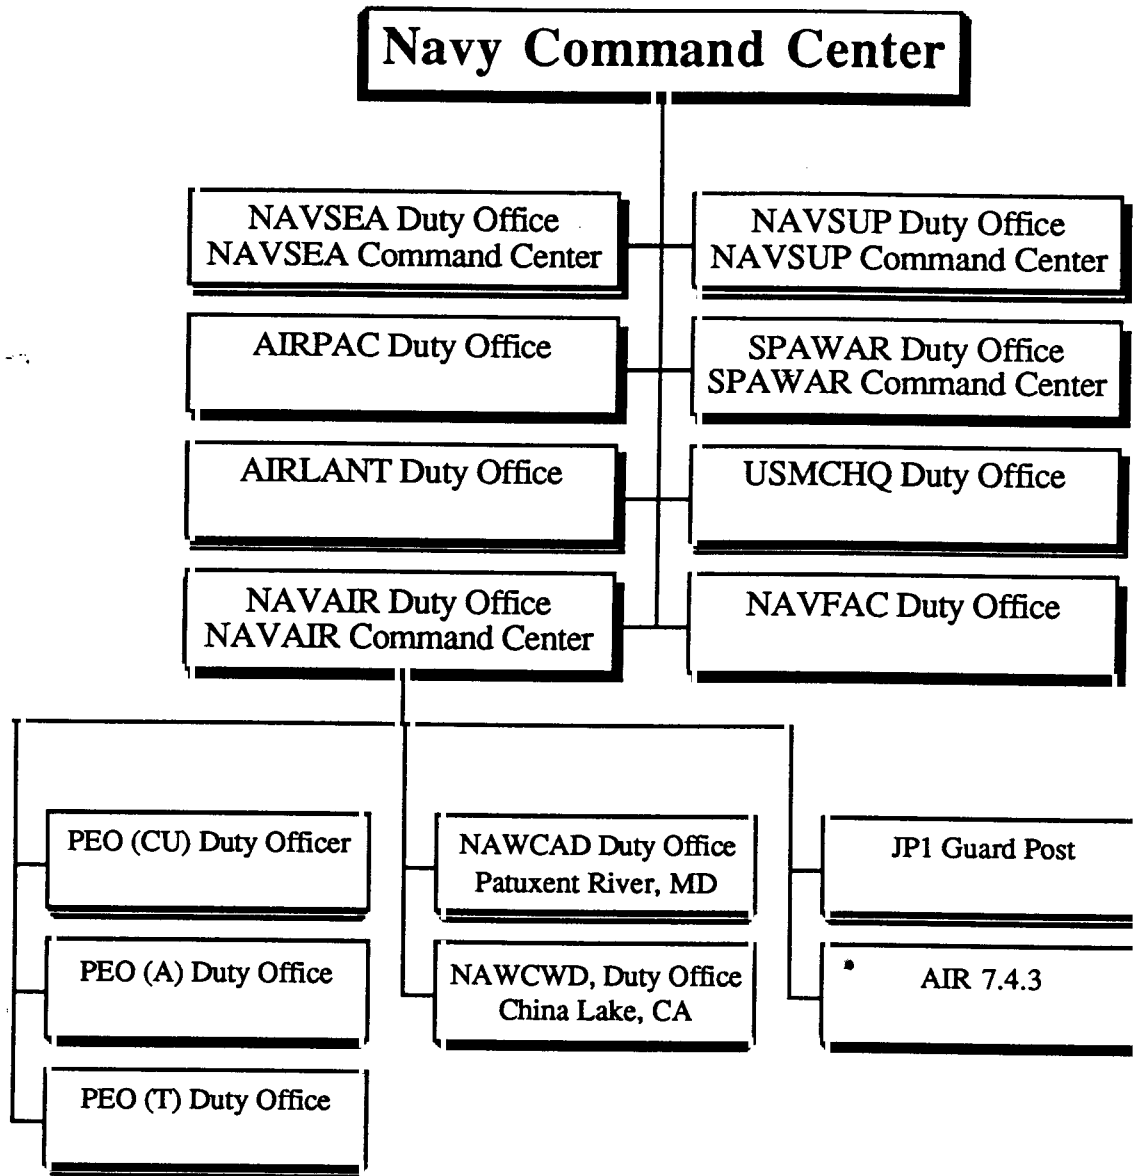 Navy Command Center
NAVSEA Duty Office
NAVSEA Command Center
NAVSUP Duty Office
NAVSUP Command Center
AIRPAC Duty Office
SPAWAR Duty Office
SPAWAR Command Center
AIRLANT Duty Office
USMCHQ Duty Office
NAVAIR Duty Office
NAVAIR Command Center
NAVFAC Duty Office
PEO (CU) Duty Officer
NAWCAD Duty Office
Patuxent River, MD
JP1 Guard Post
PEO (A) Duty Office
NAWCWD, Duty Office
China Lake, CA
AIR 7.4.3
PEO (T) Duty Office